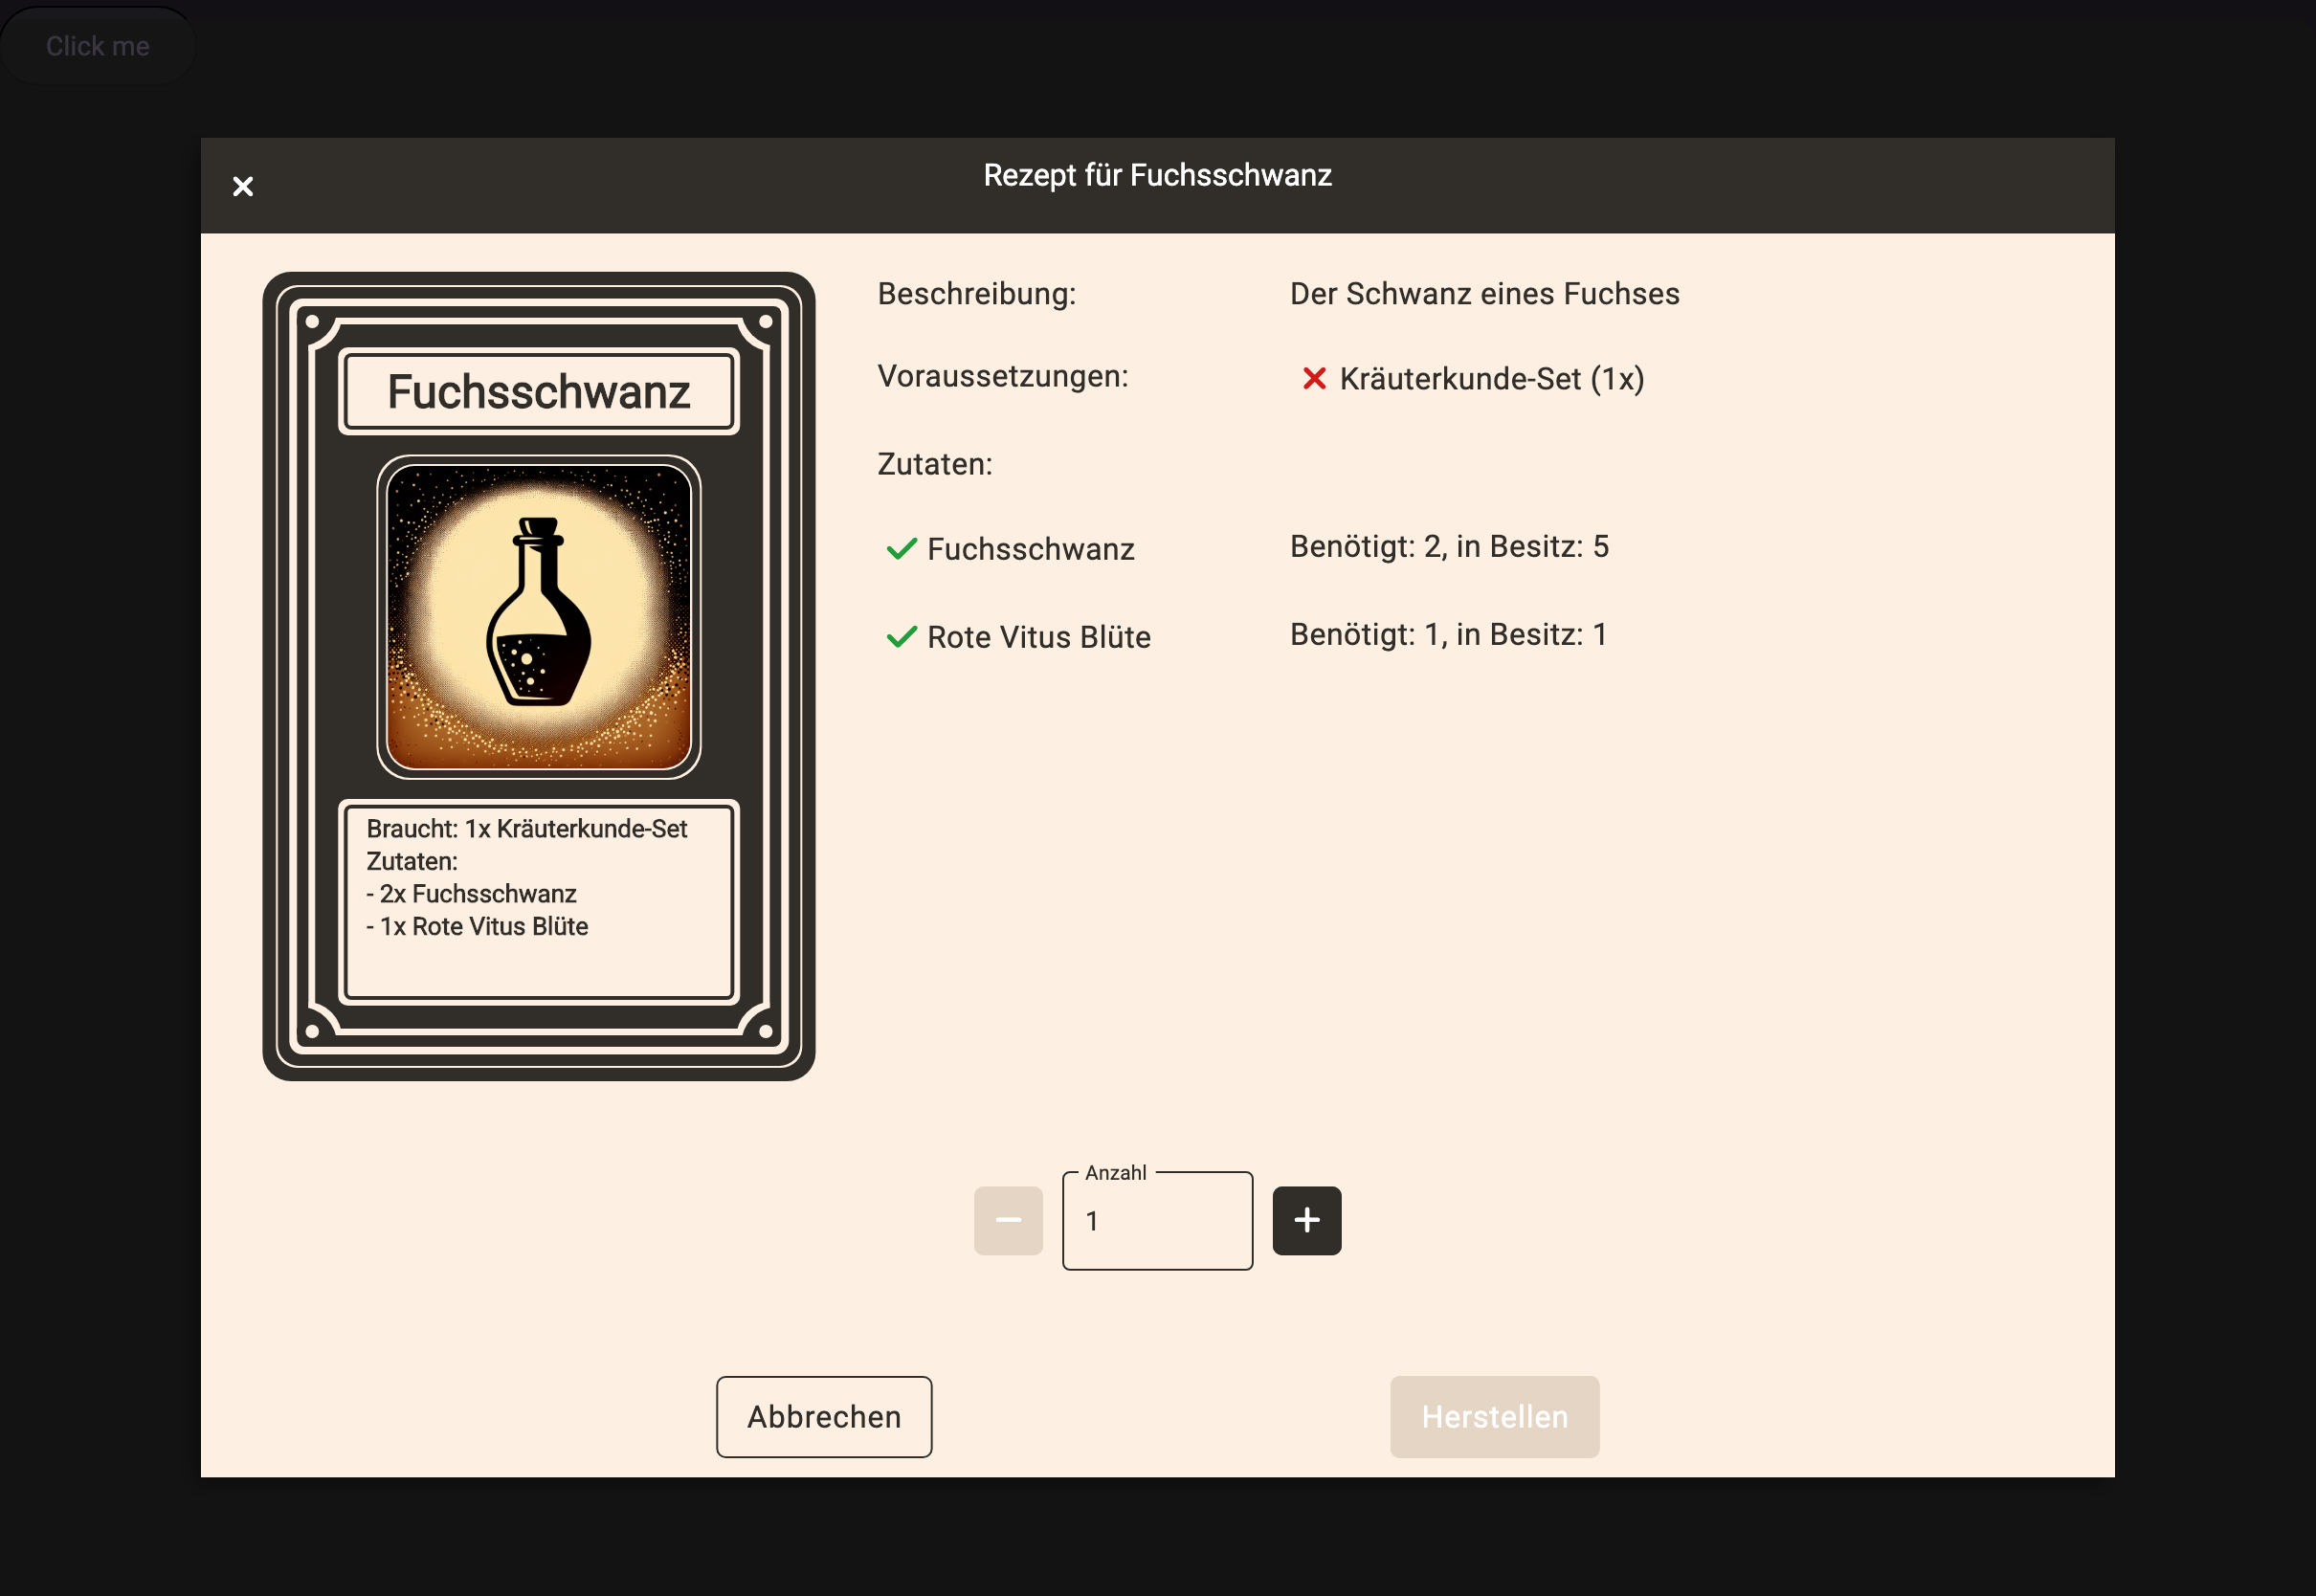 Click me
Rezept für Fuchsschwanz
Fuchsschwanz
Braucht: 1x Kräuterkunde-Set
Zutaten:
- 2x Fuchsschwanz
- 1x Rote Vitus Blüte
Beschreibung: Der Schwanz eines Fuchses
Voraussetzungen: Kräuterkunde-Set (1x)
Zutaten:
Fuchsschwanz Benötigt: 2, in Besitz: 5
Rote Vitus Blüte Benötigt: 1, in Besitz: 1
Anzahl
1
Abbrechen Herstellen